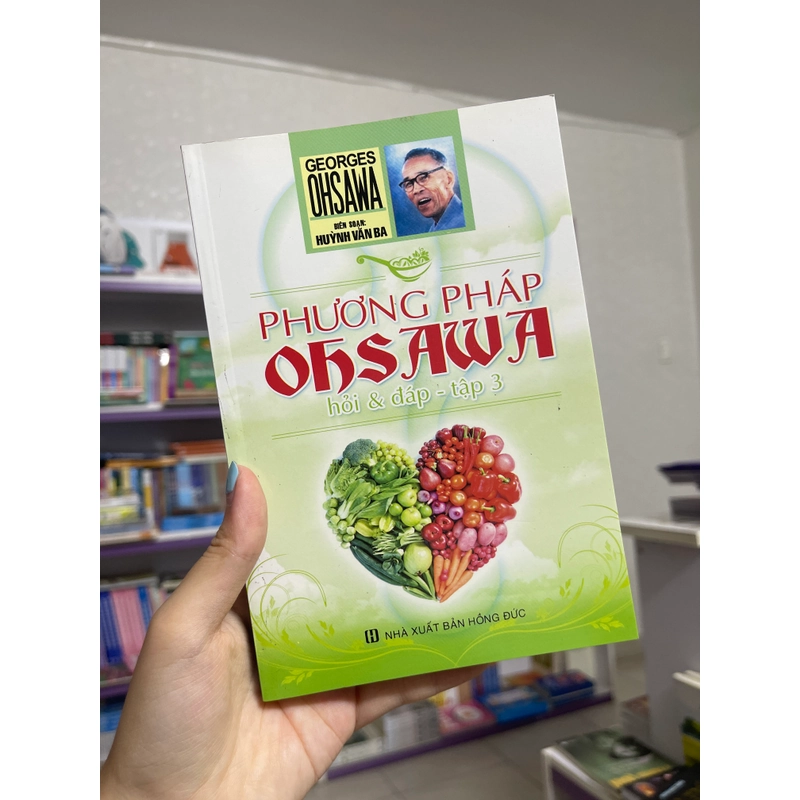 GEORGES
OHSAWA
BIÊN SOẠN:
HUỲNH VĂN BA
PHƯƠNG PHÁP
OhSAWA
hỏi & đáp - tập 3
NHÀ XUẤT BẢN HỒNG ĐỨC